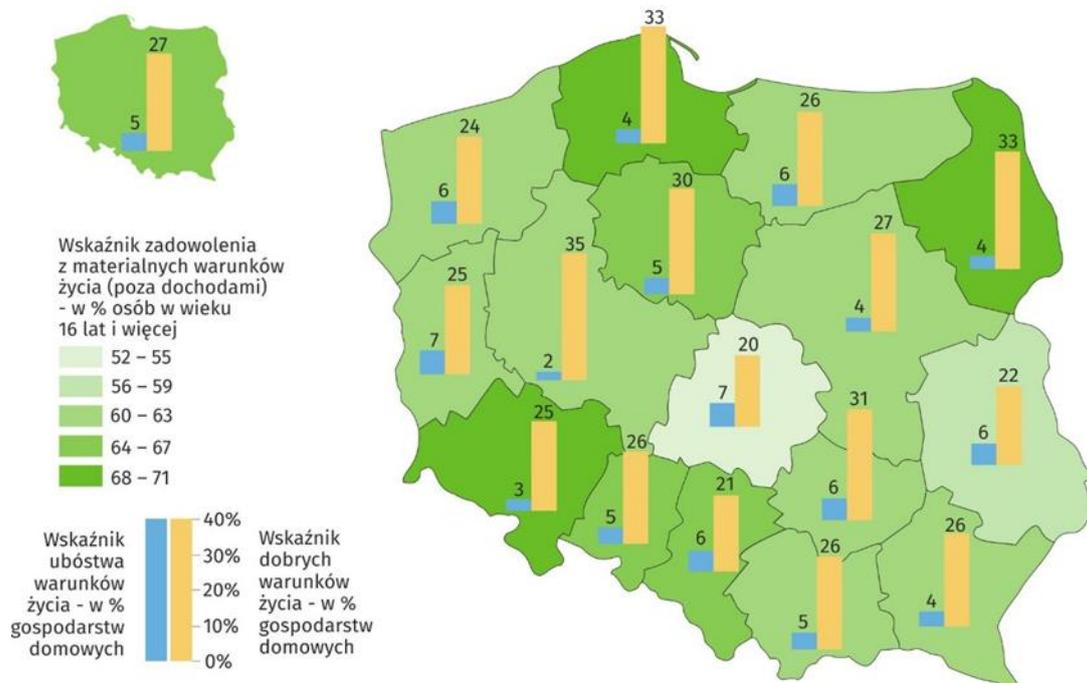 27
5
Wskaźnik zadowolenia
z materialnych warunków
życia (poza dochodami)
- w % osób w wieku
16 lat i więcej
52 – 55
56 – 59
60 – 63
64 – 67
68 – 71
Wskaźnik
ubóstwa
warunków
życia - w %
gospodarstw
domowych
40%
30%
20%
10%
0%
Wskaźnik
dobrych
warunków
życia - w %
gospodarstw
domowych
33
4
26
6
33
4
24
6
30
5
27
4
35
2
25
7
20
7
22
6
25
3
31
6
26
5
21
6
26
5
26
4